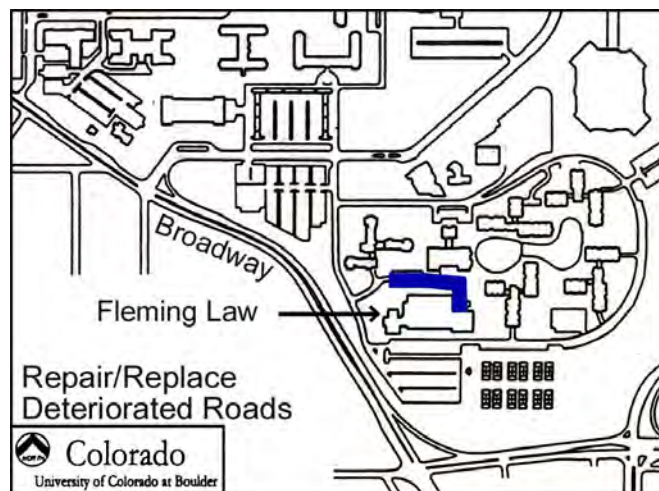 Broadway
Fleming Law
Repair/Replace
Deteriorated Roads
Colorado
University of Colorado at Boulder